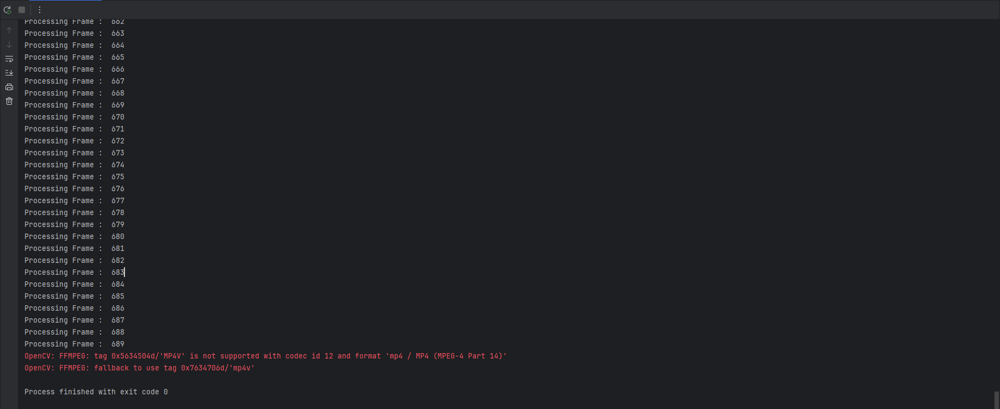 Processing Frame :  662
Processing Frame :  663
Processing Frame :  664
Processing Frame :  665
Processing Frame :  666
Processing Frame :  667
Processing Frame :  668
Processing Frame :  669
Processing Frame :  670
Processing Frame :  671
Processing Frame :  672
Processing Frame :  673
Processing Frame :  674
Processing Frame :  675
Processing Frame :  676
Processing Frame :  677
Processing Frame :  678
Processing Frame :  679
Processing Frame :  680
Processing Frame :  681
Processing Frame :  682
Processing Frame :  683
Processing Frame :  684
Processing Frame :  685
Processing Frame :  686
Processing Frame :  687
Processing Frame :  688
Processing Frame :  689
OpenCV: FFMPEG: tag 0x5634504d/'MP4V' is not supported with codec id 12 and format 'mp4 / MP4 (MPEG-4 Part 14)'
OpenCV: FFMPEG: fallback to use tag 0x7634706d/'mp4v'
Process finished with exit code 0